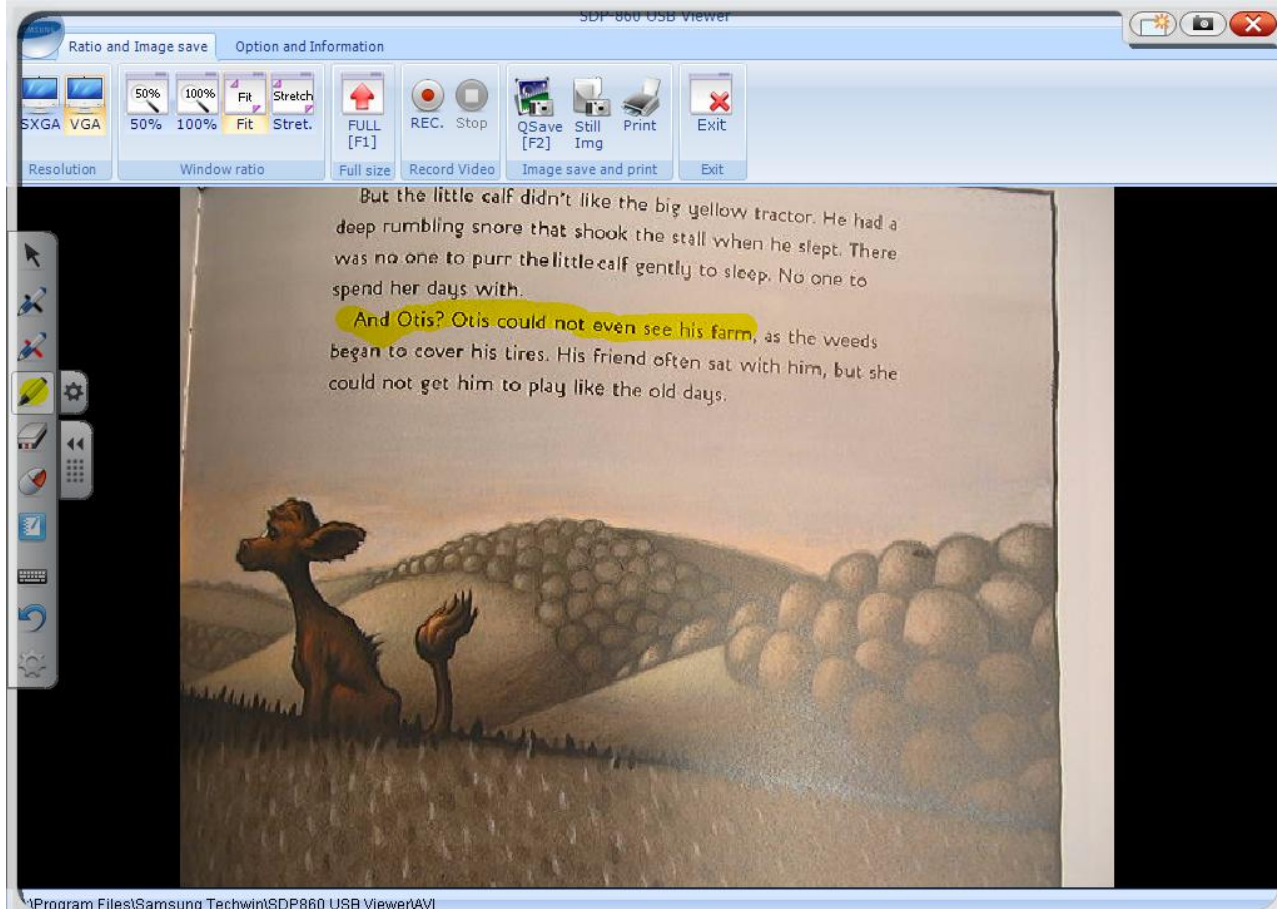 SDP-860 USB Viewer
SAMSUNG
Ratio and Image save Option and Information
50% 100% Fit Stretch
SXGA VGA 50% 100% Fit Stret. FULL [F1] REC. Stop QSave [F2] Still Img Print Exit
Resolution Window ratio Full size Record Video Image save and print Exit
But the little calf didn't like the big yellow tractor. He had a
deep rumbling snore that shook the stall when he slept. There
was no one to purr the little calf gently to sleep. No one to
spend her days with.
And Otis? Otis could not even see his farm, as the weeds
began to cover his tires. His friend often sat with him, but she
could not get him to play like the old days.
:\Program Files\Samsung Techwin\SDP860 USB Viewer\AVI